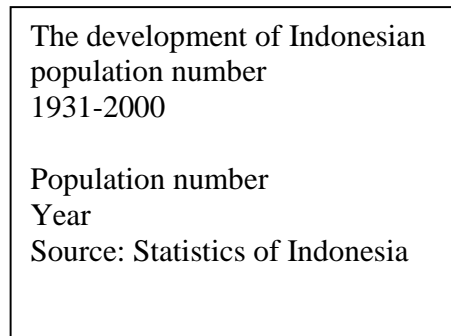 The development of Indonesian
population number
1931-2000
Population number
Year
Source: Statistics of Indonesia